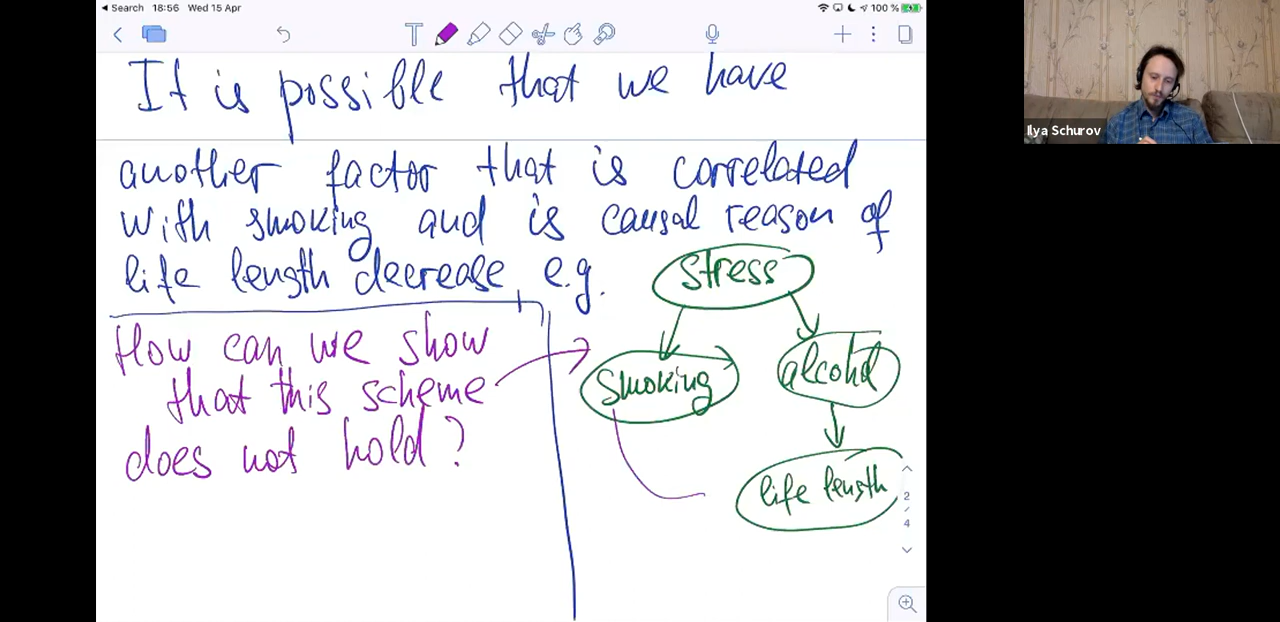 Search 18:56 Wed 15 Apr
100 %
T
It is possible that we have
another factor that is correlated
with smoking and is causal reason of
life length decrease, e.g.
How can we show
that this scheme
does not hold?
stress
smoking
alcohol
life length
2
/
4
Ilya Schurov